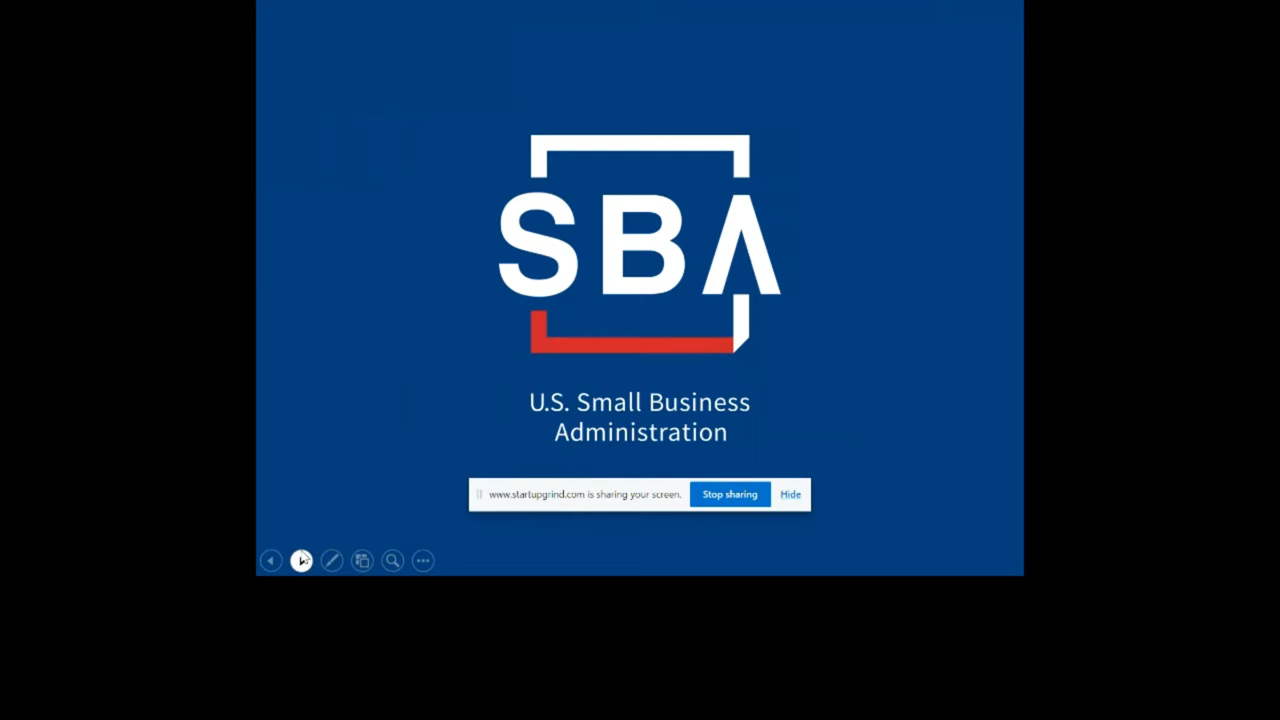 SBA
U.S. Small Business
Administration
www.startupgrind.com is sharing your screen. Stop sharing Hide